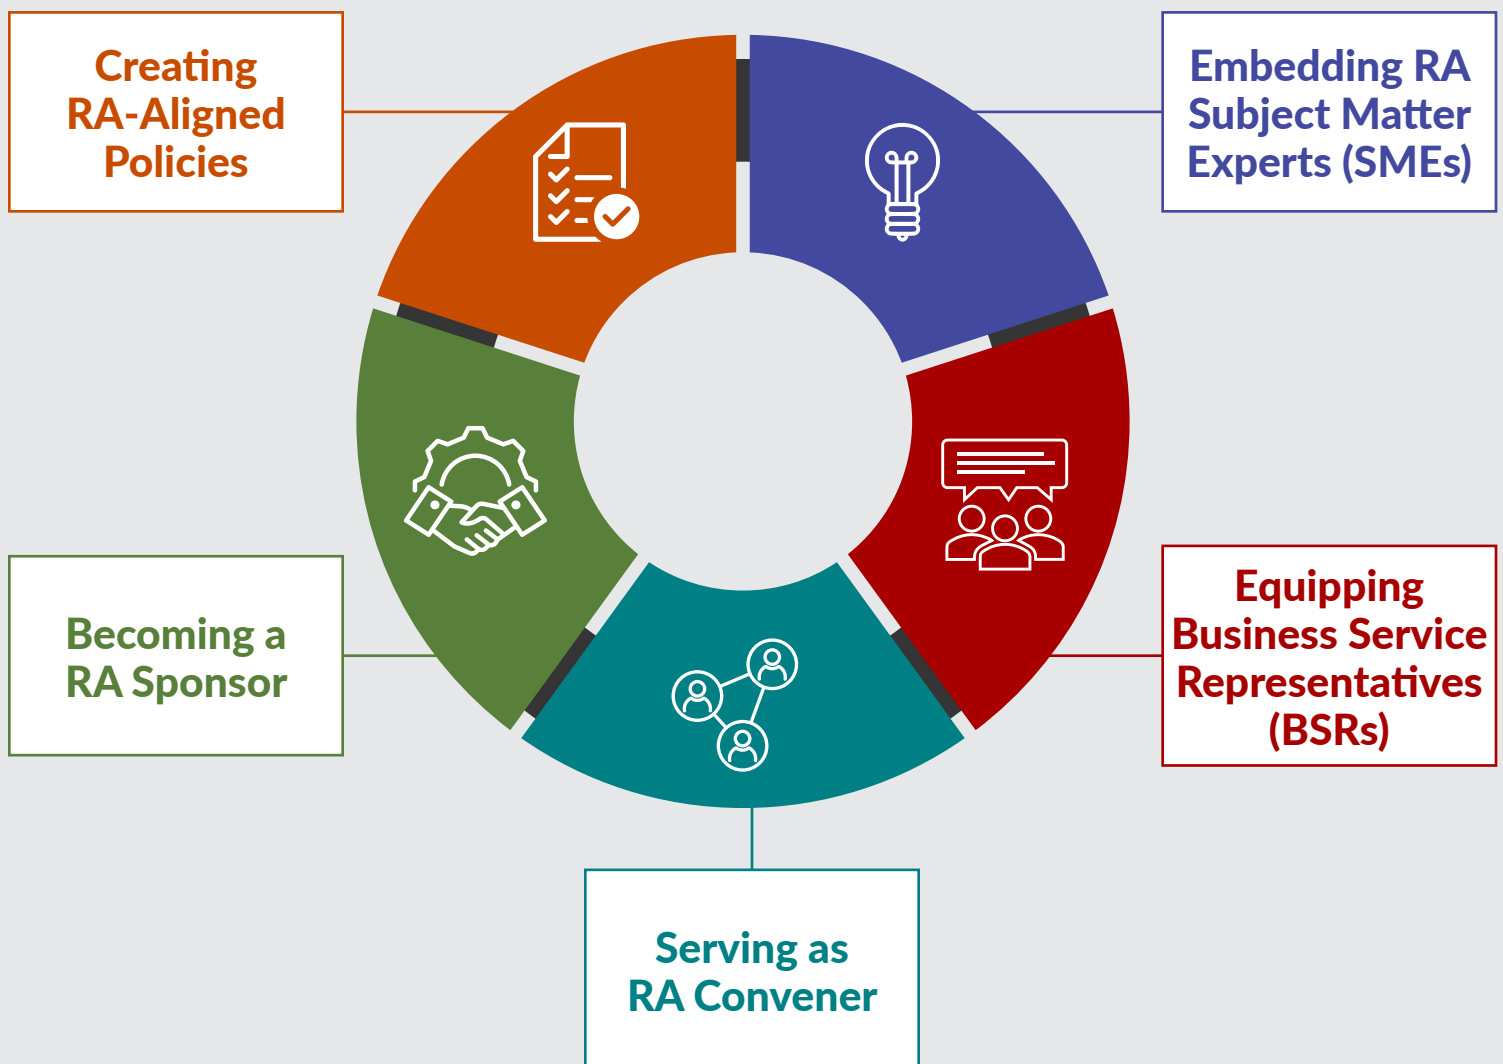 Creating
RA-Aligned
Policies
Embedding RA
Subject Matter
Experts (SMEs)
Becoming a
RA Sponsor
Equipping
Business Service
Representatives
(BSRs)
Serving as
RA Convener